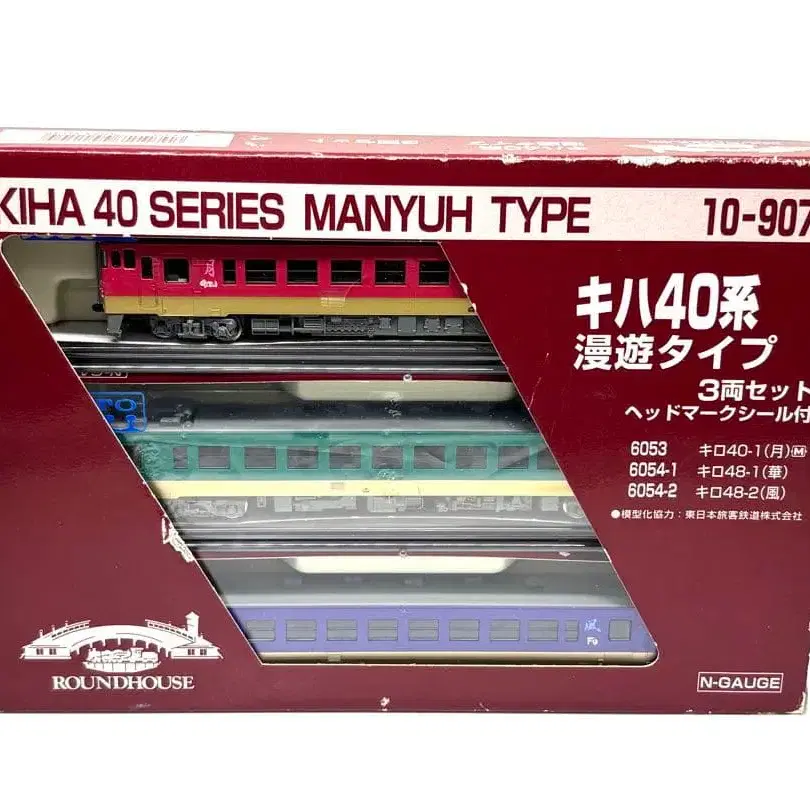 KIHA 40 SERIES MANYUH TYPE 10-907
キハ40系
漫遊タイプ
3両セット
ヘッドマークシール付
6053 キロ40-1(月)Ⓜ
6054-1 キロ48-1(華)
6054-2 キロ48-2(風)
●模型化協力:東日本旅客鉄道株式会社
月
風
Fu
ROUNDHOUSE
N-GAUGE